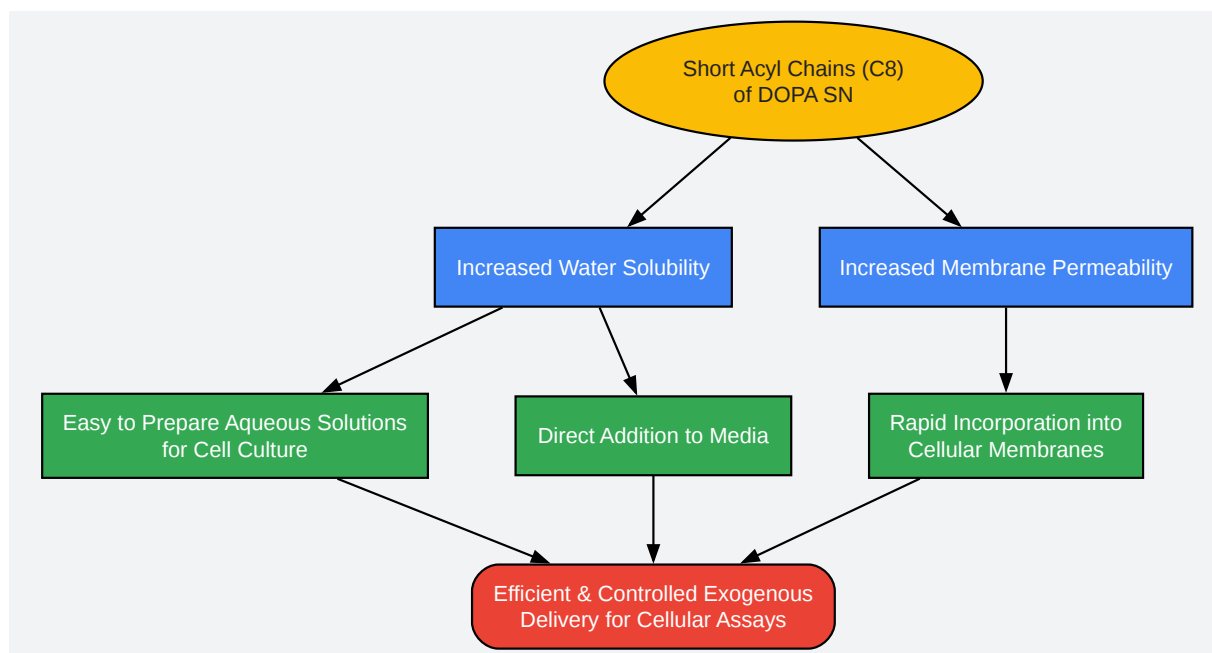 Short Acyl Chains (C8)
of DOPA SN
Increased Water Solubility
Increased Membrane Permeability
Easy to Prepare Aqueous Solutions
for Cell Culture
Direct Addition to Media
Rapid Incorporation into
Cellular Membranes
Efficient & Controlled Exogenous
Delivery for Cellular Assays